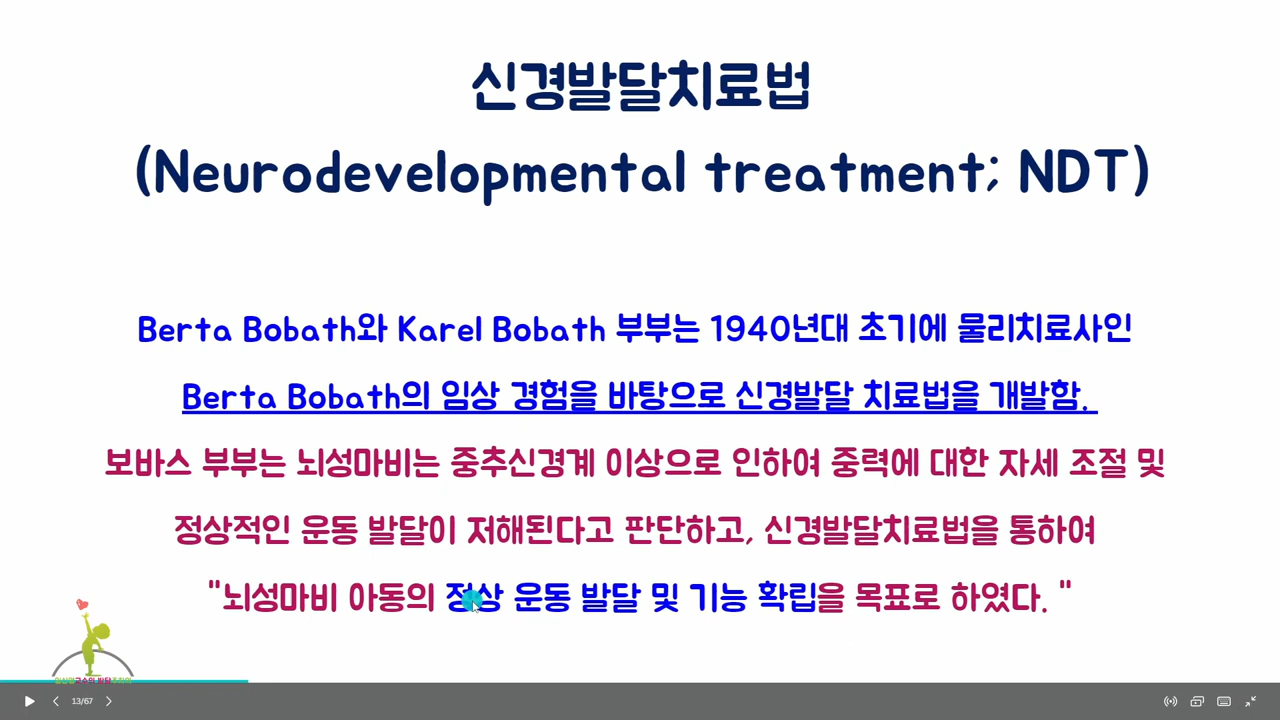 신경발달치료법
(Neurodevelopmental treatment; NDT)
Berta Bobath와 Karel Bobath 부부는 1940년대 초기에 물리치료사인
Berta Bobath의 임상 경험을 바탕으로 신경발달 치료법을 개발함.
보바스 부부는 뇌성마비는 중추신경계 이상으로 인하여 중력에 대한 자세 조절 및
정상적인 운동 발달이 저해된다고 판단하고, 신경발달치료법을 통하여
"뇌성마비 아동의 정상 운동 발달 및 기능 확립을 목표로 하였다. "
13/67